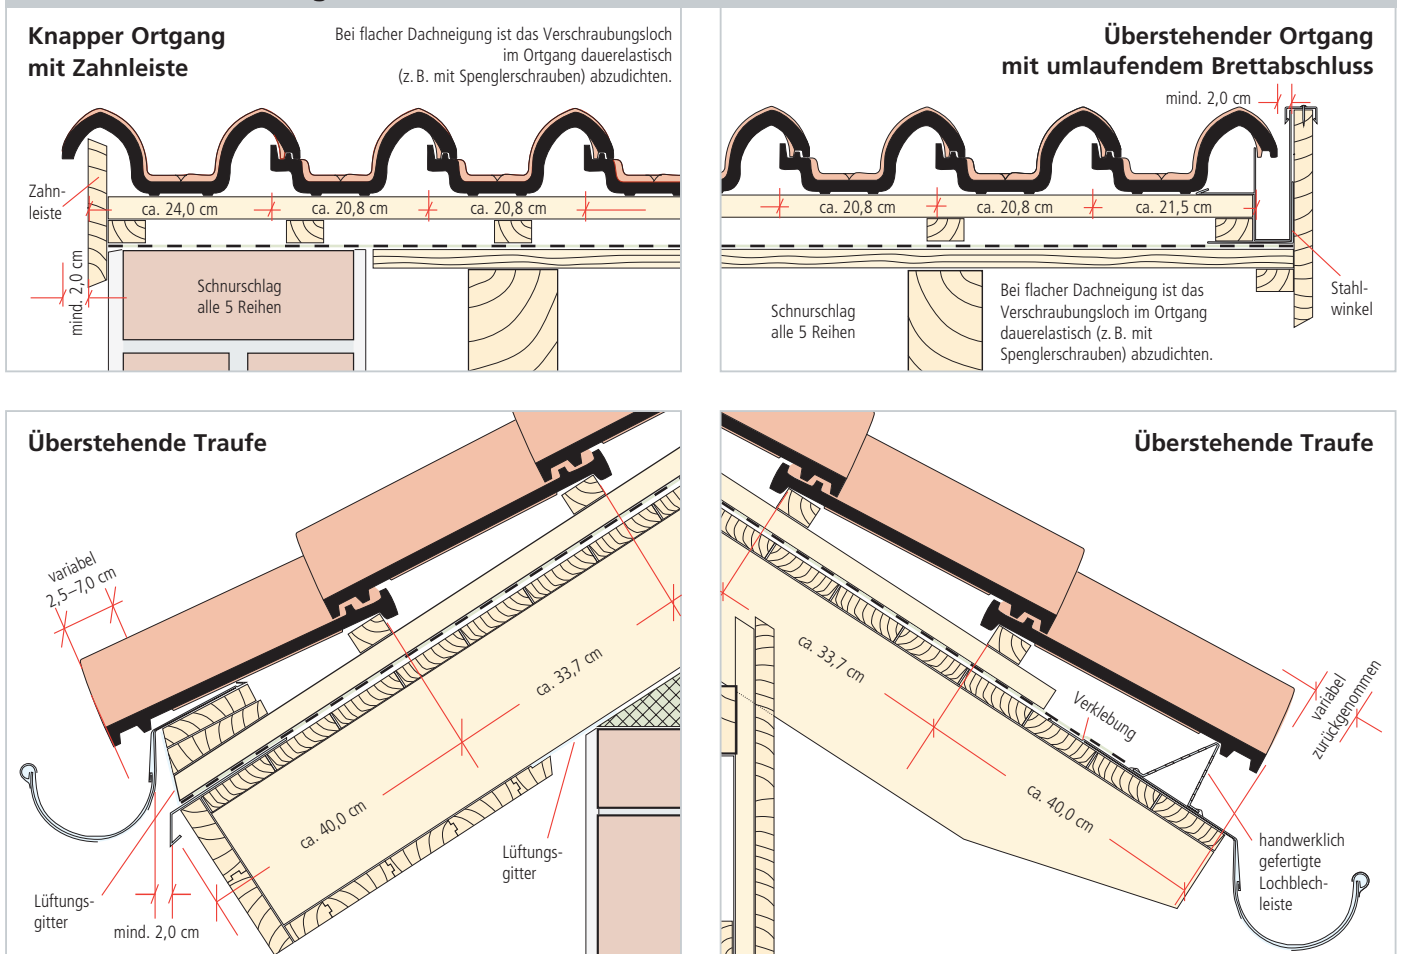 Knapper Ortgang
mit Zahnleiste
Bei flacher Dachneigung ist das Verschraubungsloch
im Ortgang dauerelastisch
(z. B. mit Spenglerschrauben) abzudichten.
Zahn-
leiste
ca. 24,0 cm
ca. 20,8 cm
ca. 20,8 cm
mind. 2,0 cm
Schnurschlag
alle 5 Reihen
Überstehender Ortgang
mit umlaufendem Brettabschluss
mind. 2,0 cm
ca. 20,8 cm
ca. 20,8 cm
ca. 21,5 cm
Schnurschlag
alle 5 Reihen
Bei flacher Dachneigung ist das
Verschraubungsloch im Ortgang
dauerelastisch (z. B. mit
Spenglerschrauben) abzudichten.
Stahl-
winkel
Überstehende Traufe
variabel
2,5–7,0 cm
ca. 33,7 cm
ca. 40,0 cm
Lüftungs-
gitter
Lüftungs-
gitter
mind. 2,0 cm
Überstehende Traufe
ca. 33,7 cm
Verklebung
variabel
zurückgenommen
ca. 40,0 cm
handwerklich
gefertigte
Lochblech-
leiste